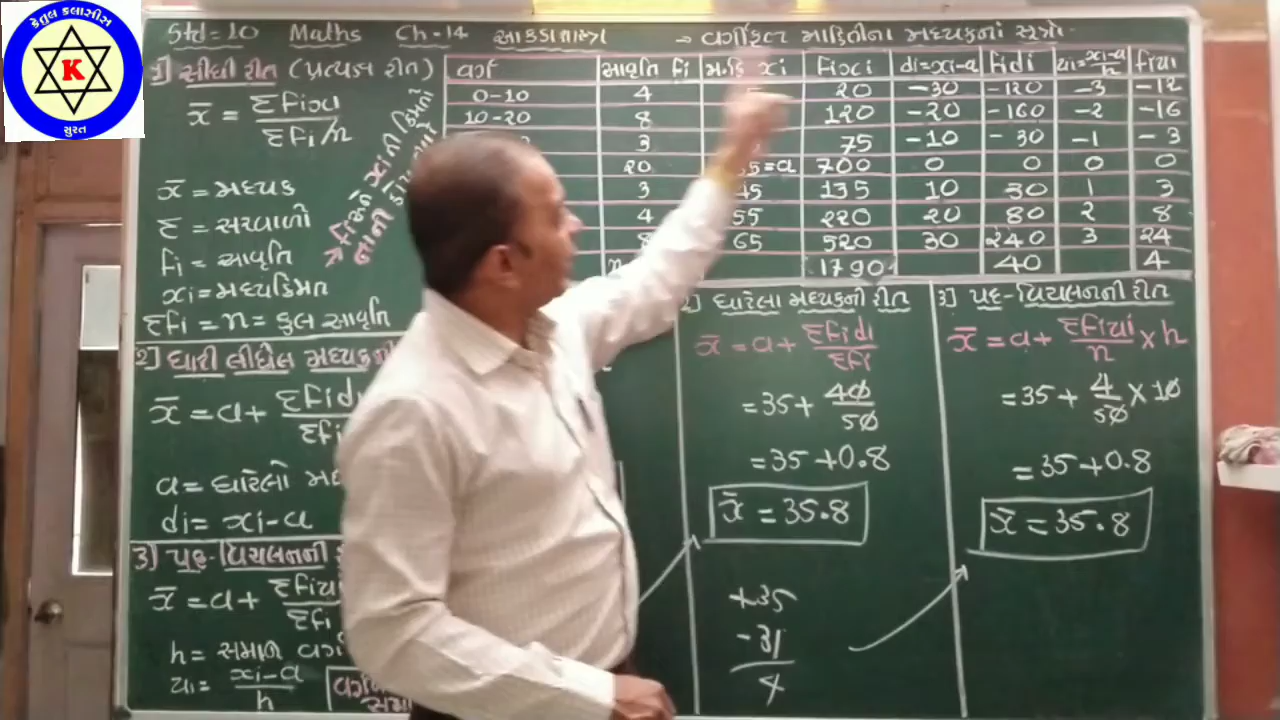 કેતુલ કલાસીસ
K
સુરત
Std = 10 Maths Ch-14 આંકડાશાસ્ત્ર → વર્ગીકૃત માહિતીના મધ્યકનાં સૂત્રો
1) સીધી રીત (પ્રત્યક્ષ રીત)
x̄ = Σfixi / Σfi/n
x̄ = મધ્યક
Σ = સરવાળો
fi = આવૃતિ
xi = મધ્યકિંમત
Σfi = n = કુલ આવૃતિ
2) ધારી લીધેલ મધ્યકની
x̄ = a + Σfidi / Σfi
a = ધારેલો
di = xi-a
3) પદ-વિચલનની
x̄ = a +
h = સમાન વર્ગ
= xi-a / h
વર્ગ આવૃતિ fi મ.કિ xi fixi di=xi-a fidi ui=xi-a/h fiui
0-10 4 20 -30 -120 -3 -12
10-20 8 120 -20 -160 -2 -16
3 75 -10 -30 -1 -3
20 35=a 700 0 0 0 0
3 45 135 10 30 1 3
4 55 220 20 80 2 8
8 65 520 30 240 3 24
n 1790 40 4
2) ધારેલા મધ્યકની રીત
x̄ = a + Σfidi / Σfi
= 35 + 40 / 50
= 35 + 0.8
x̄ = 35.8
+35
-31
4
3) પદ-વિચલનની રીત
x̄ = a + Σfiui / n × h
= 35 + 4 / 50 × 10
= 35 + 0.8
x̄ = 35.8